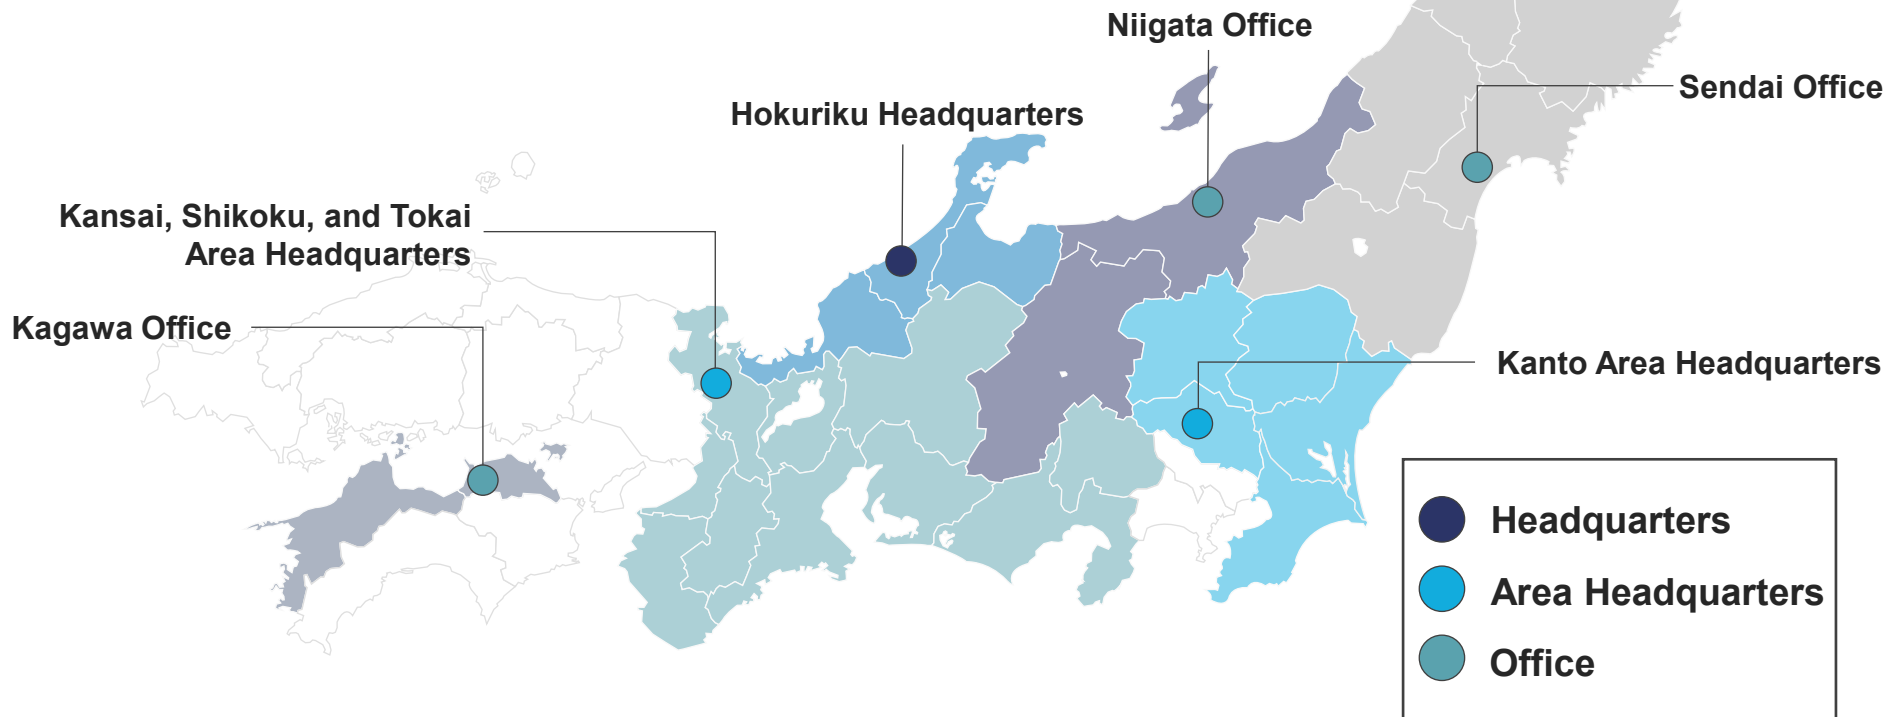 Niigata Office
Sendai Office
Hokuriku Headquarters
Kansai, Shikoku, and Tokai
Area Headquarters
Kagawa Office
Kanto Area Headquarters
Headquarters
Area Headquarters
Office